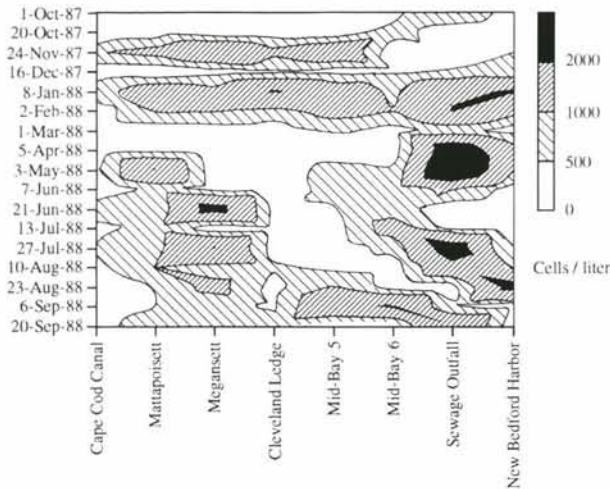 1-Oct-87
20-Oct-87
24-Nov-87
16-Dec-87
8-Jan-88
2-Feb-88
1-Mar-88
5-Apr-88
3-May-88
7-Jun-88
21-Jun-88
13-Jul-88
27-Jul-88
10-Aug-88
23-Aug-88
6-Sep-88
20-Sep-88
Cape Cod Canal
Mattapoisett
Megansett
Cleveland Ledge
Mid-Bay 5
Mid-Bay 6
Sewage Outfall
New Bedford Harbor
2000
1000
500
0
Cells / liter